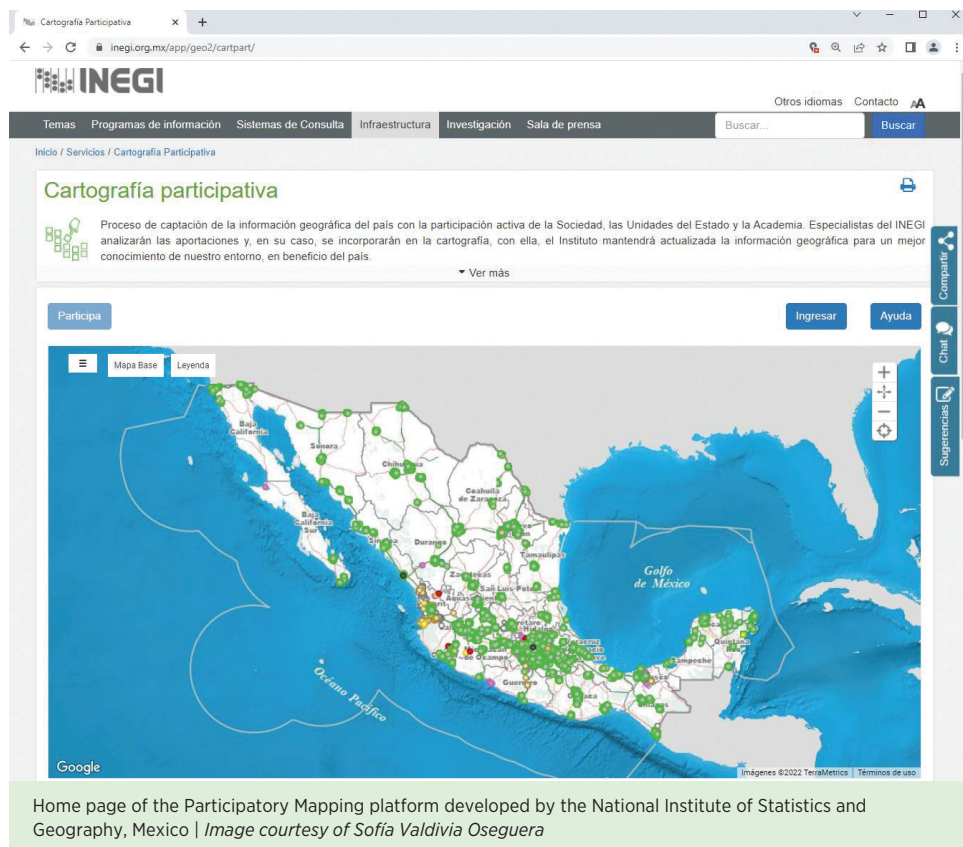 Cartografía Participativa
inegi.org.mx/app/geo2/cartpart/
INEGI
Otros idiomas Contacto AA
Temas Programas de información Sistemas de Consulta Infraestructura Investigación Sala de prensa Buscar... Buscar
Inicio / Servicios / Cartografía Participativa
Cartografía participativa
Proceso de captación de la información geográfica del país con la participación activa de la Sociedad, las Unidades del Estado y la Academia. Especialistas del INEGI
analizarán las aportaciones y, en su caso, se incorporarán en la cartografía, con ella, el Instituto mantendrá actualizada la información geográfica para un mejor
conocimiento de nuestro entorno, en beneficio del país.
Ver más
Compartir
Chat
Sugerencias
Participa Ingresar Ayuda
Mapa Base Leyenda
Baja
California
Sonora
Coahuila
de Zaragoza
Baja
California
Sur
Durango
Tamaulipas
Golfo
de México
San Luis Potosí
Hidalgo
Quintana
de Ocampo
Campeche
Océano Pacífico
Google
Imágenes ©2022 TerraMetrics Términos de uso
Home page of the Participatory Mapping platform developed by the National Institute of Statistics and
Geography, Mexico | Image courtesy of Sofía Valdivia Oseguera